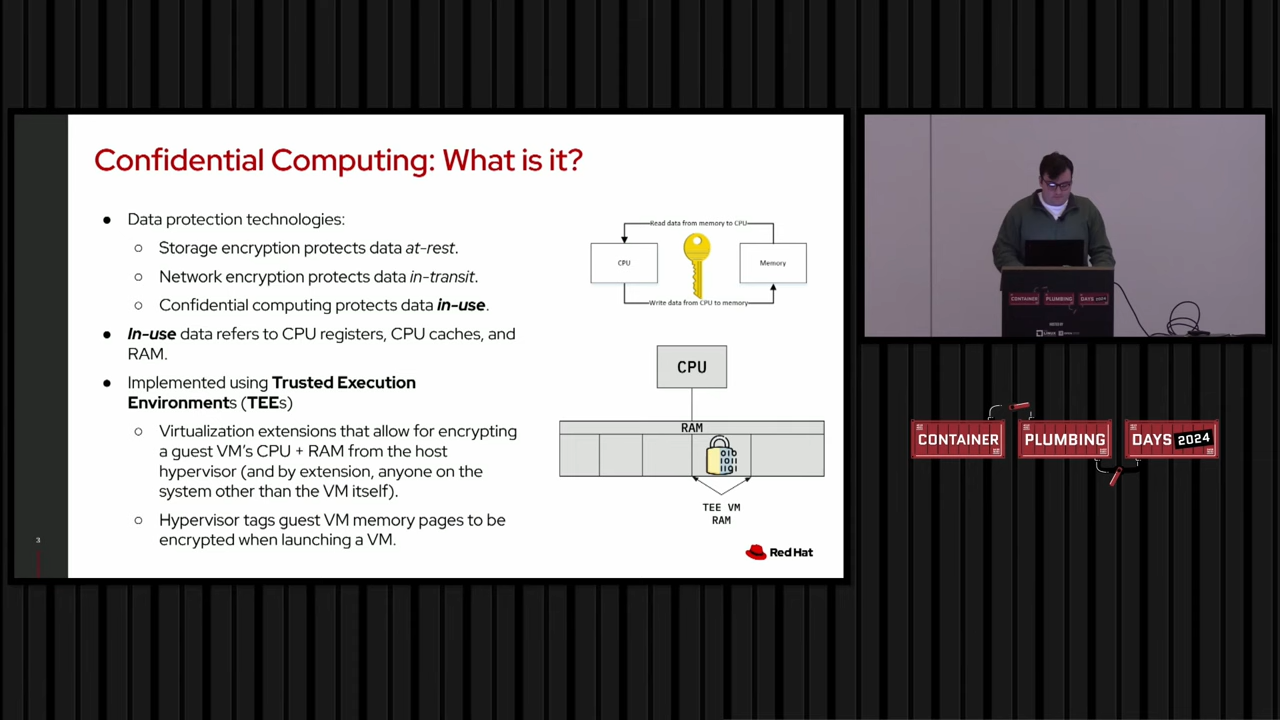 Confidential Computing: What is it?
● Data protection technologies:
○ Storage encryption protects data at-rest.
○ Network encryption protects data in-transit.
○ Confidential computing protects data in-use.
● In-use data refers to CPU registers, CPU caches, and
RAM.
● Implemented using Trusted Execution
Environments (TEEs)
○ Virtualization extensions that allow for encrypting
a guest VM's CPU + RAM from the host
hypervisor (and by extension, anyone on the
system other than the VM itself).
○ Hypervisor tags guest VM memory pages to be
encrypted when launching a VM.
3
Read data from memory to CPU
CPU
Memory
Write data from CPU to memory
CPU
RAM
TEE VM
RAM
Red Hat
CONTAINER PLUMBING DAYS 2024
CONTAINER PLUMBING DAYS 2024